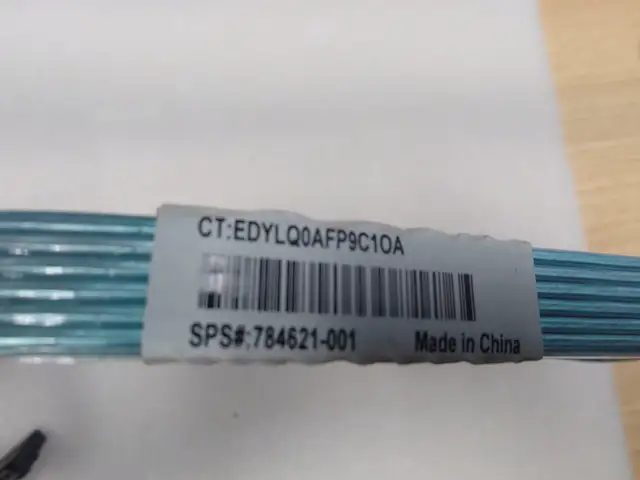 CT:EDYLQ0AFP9C1OA
SPS#:784621-001 Made in China